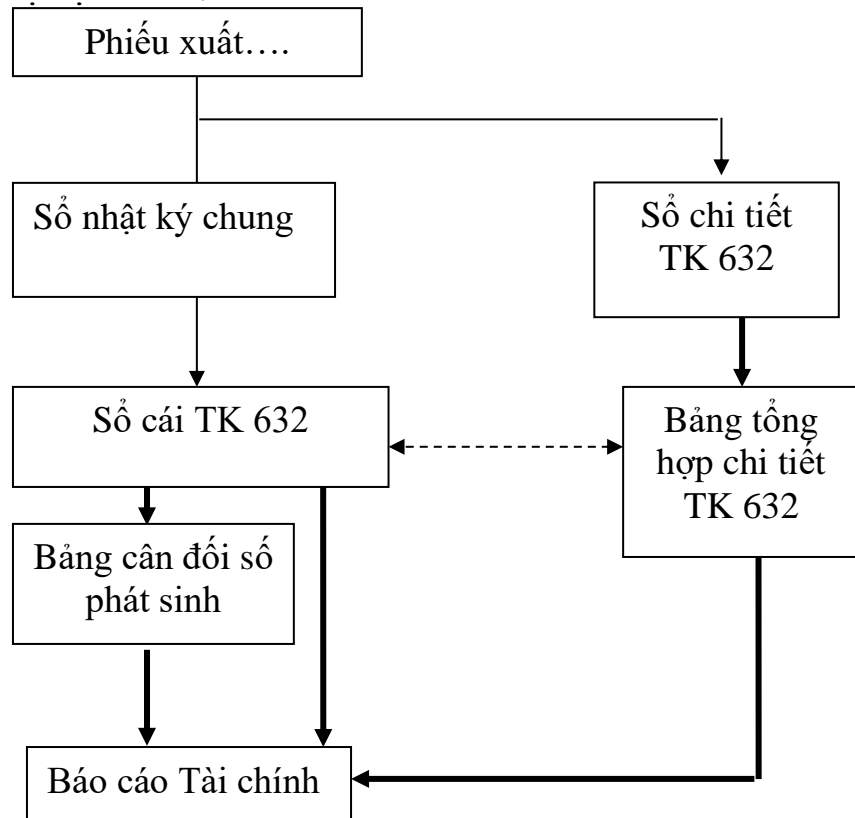 Phiếu xuất….
Sổ nhật ký chung
Sổ chi tiết
TK 632
Sổ cái TK 632
Bảng tổng
hợp chi tiết
TK 632
Bảng cân đối số
phát sinh
Báo cáo Tài chính